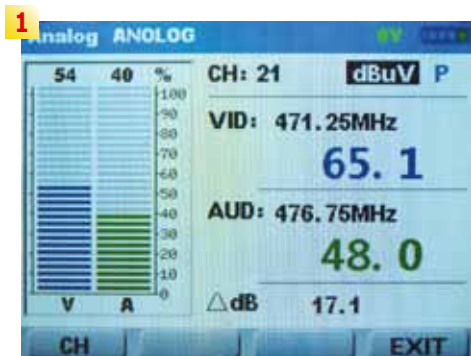 1
Analog ANOLOG 0V
54 40 %
100
90
80
70
60
50
40
30
20
10
0
V A
CH: 21 dBuV P
VID: 471.25MHz
65.1
AUD: 476.75MHz
48.0
△dB 17.1
CH EXIT